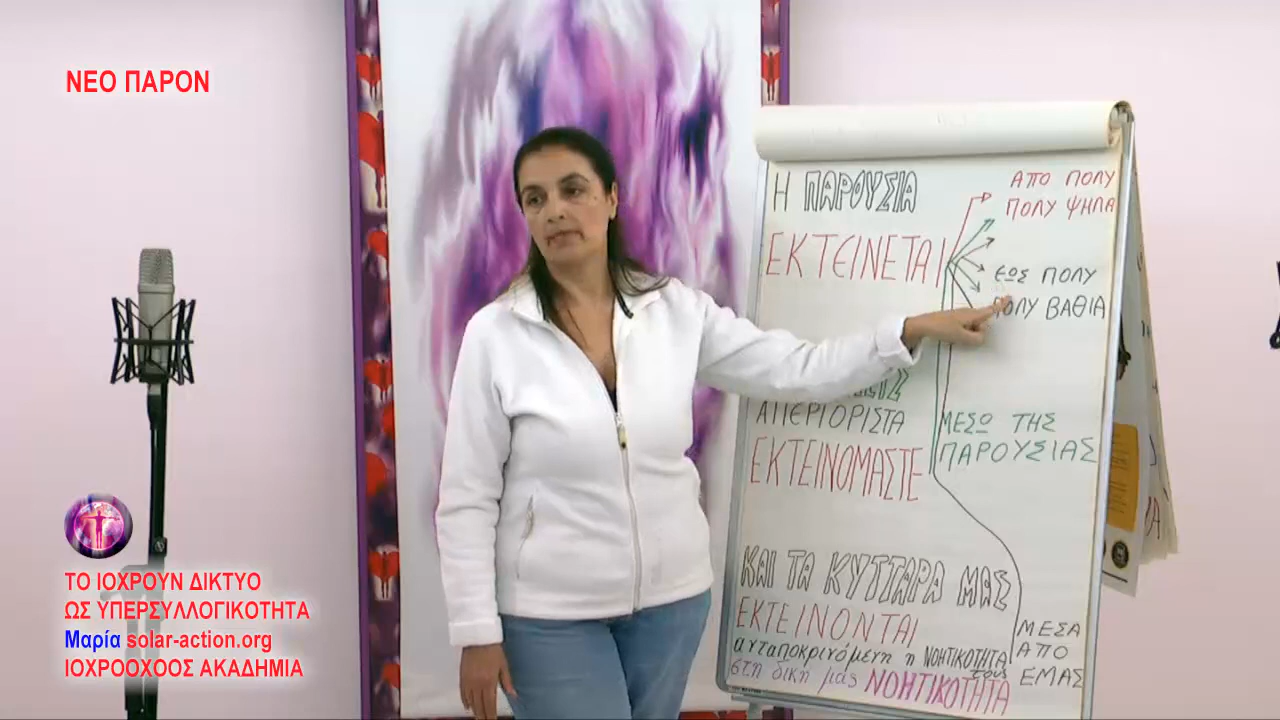 ΝΕΟ ΠΑΡΟΝ
Η ΠΑΡΟΥΣΙΑ
ΕΚΤΕΙΝΕΤΑΙ
ΑΠΟ ΠΟΛΥ
ΠΟΛΥ ΨΗΛΑ
ΕΩΣ ΠΟΛΥ
ΠΟΛΥ ΒΑΘΙΑ
ΑΠΕΡΙΟΡΙΣΤΑ
ΕΚΤΕΙΝΟΜΑΣΤΕ
ΜΕΣΩ ΤΗΣ
ΠΑΡΟΥΣΙΑΣ
ΚΑΙ ΤΑ ΚΥΤΤΑΡΑ ΜΑΣ
ΕΚΤΕΙΝΟΝΤΑΙ
ανταποκρινόμενη η ΝΟΗΤΙΚΟΤΗΤΑ
τους
στη δική μας ΝΟΗΤΙΚΟΤΗΤΑ
ΜΕΣΑ
ΑΠΟ
ΕΜΑΣ
ΤΟ ΙΟΧΡΟΥΝ ΔΙΚΤΥΟ
ΩΣ ΥΠΕΡΣΥΛΛΟΓΙΚΟΤΗΤΑ
Μαρία solar-action.org
ΙΟΧΡΟΟΧΟΟΣ ΑΚΑΔΗΜΙΑ